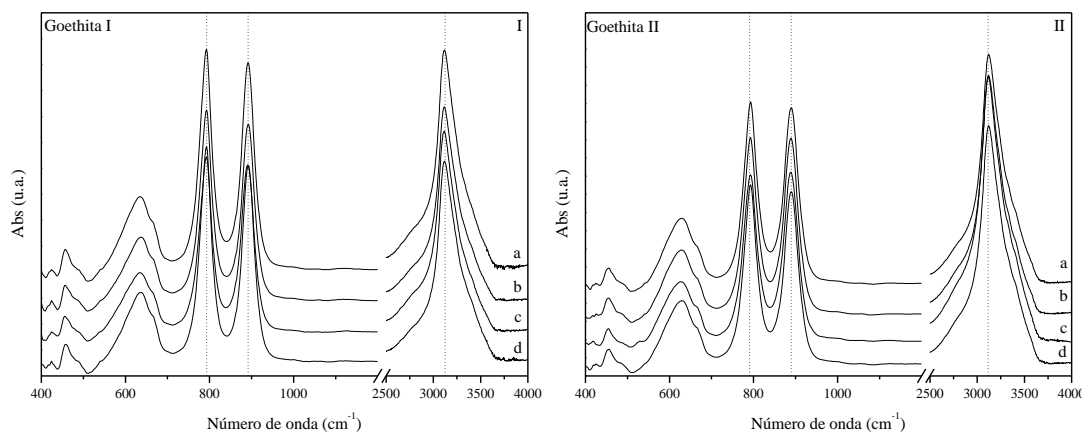 Goethita I
I
a
b
c
d
Abs (u.a.)
400 600 800 1000 2500 3000 3500 4000
Número de onda (cm-1)
Goethita II
II
a
b
c
d
Abs (u.a.)
400 600 800 1000 2500 3000 3500 4000
Número de onda (cm-1)